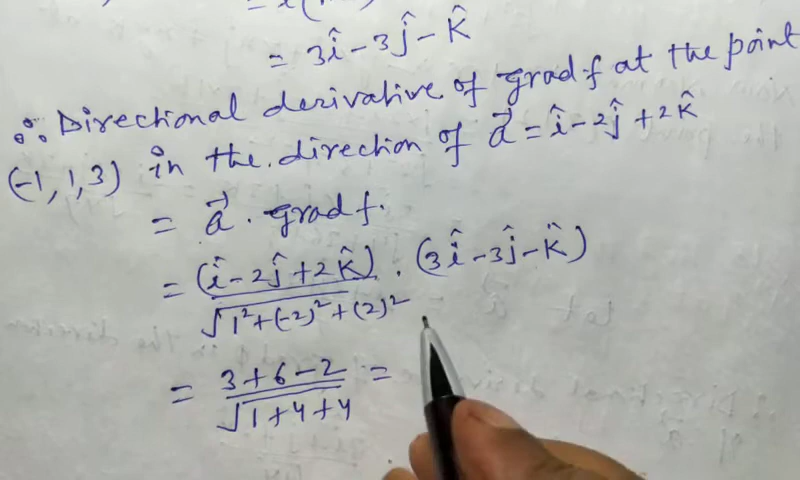 = 3î - 3ĵ - k̂
∴ Directional derivative of grad f at the point
(-1, 1, 3) in the direction of a⃗ = î - 2ĵ + 2k̂
= a⃗ . grad f.
= (î - 2ĵ + 2k̂) / √1² + (-2)² + (2)² . (3î - 3ĵ - k̂)
= 3 + 6 - 2 / √1 + 4 + 4 =